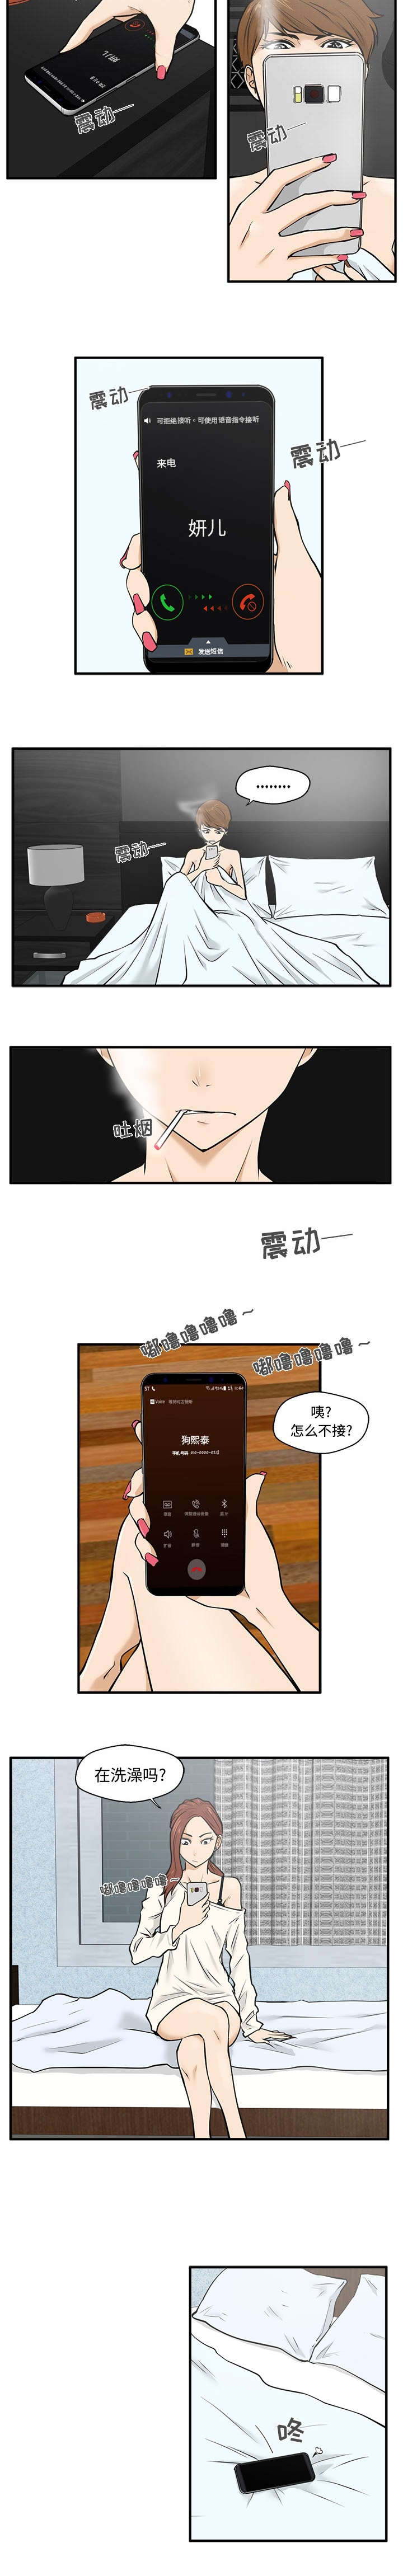 震动
震动
震动
可拒绝接听。可使用语音指令接听
震动
来电
妍儿
发送短信
........
震动
吐烟
震动
嘟噜噜噜噜~
嘟噜噜噜噜~
咦?
怎么不接?
狗熙泰
在洗澡吗?
嘟噜噜噜噜~
咚